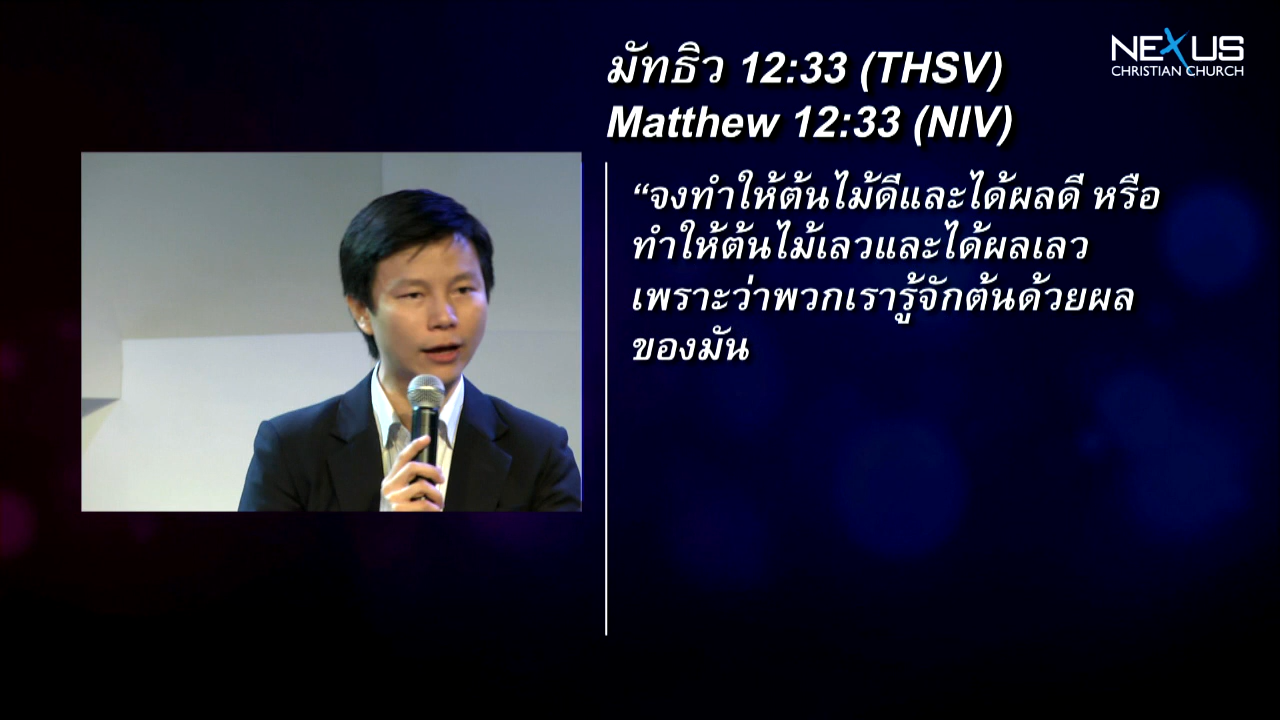 มัทธิว 12:33 (THSV)
Matthew 12:33 (NIV)
NEXUS
CHRISTIAN CHURCH
“จงทำให้ต้นไม้ดีและได้ผลดี หรือ
ทำให้ต้นไม้เลวและได้ผลเลว
เพราะว่าพวกเรารู้จักต้นด้วยผล
ของมัน